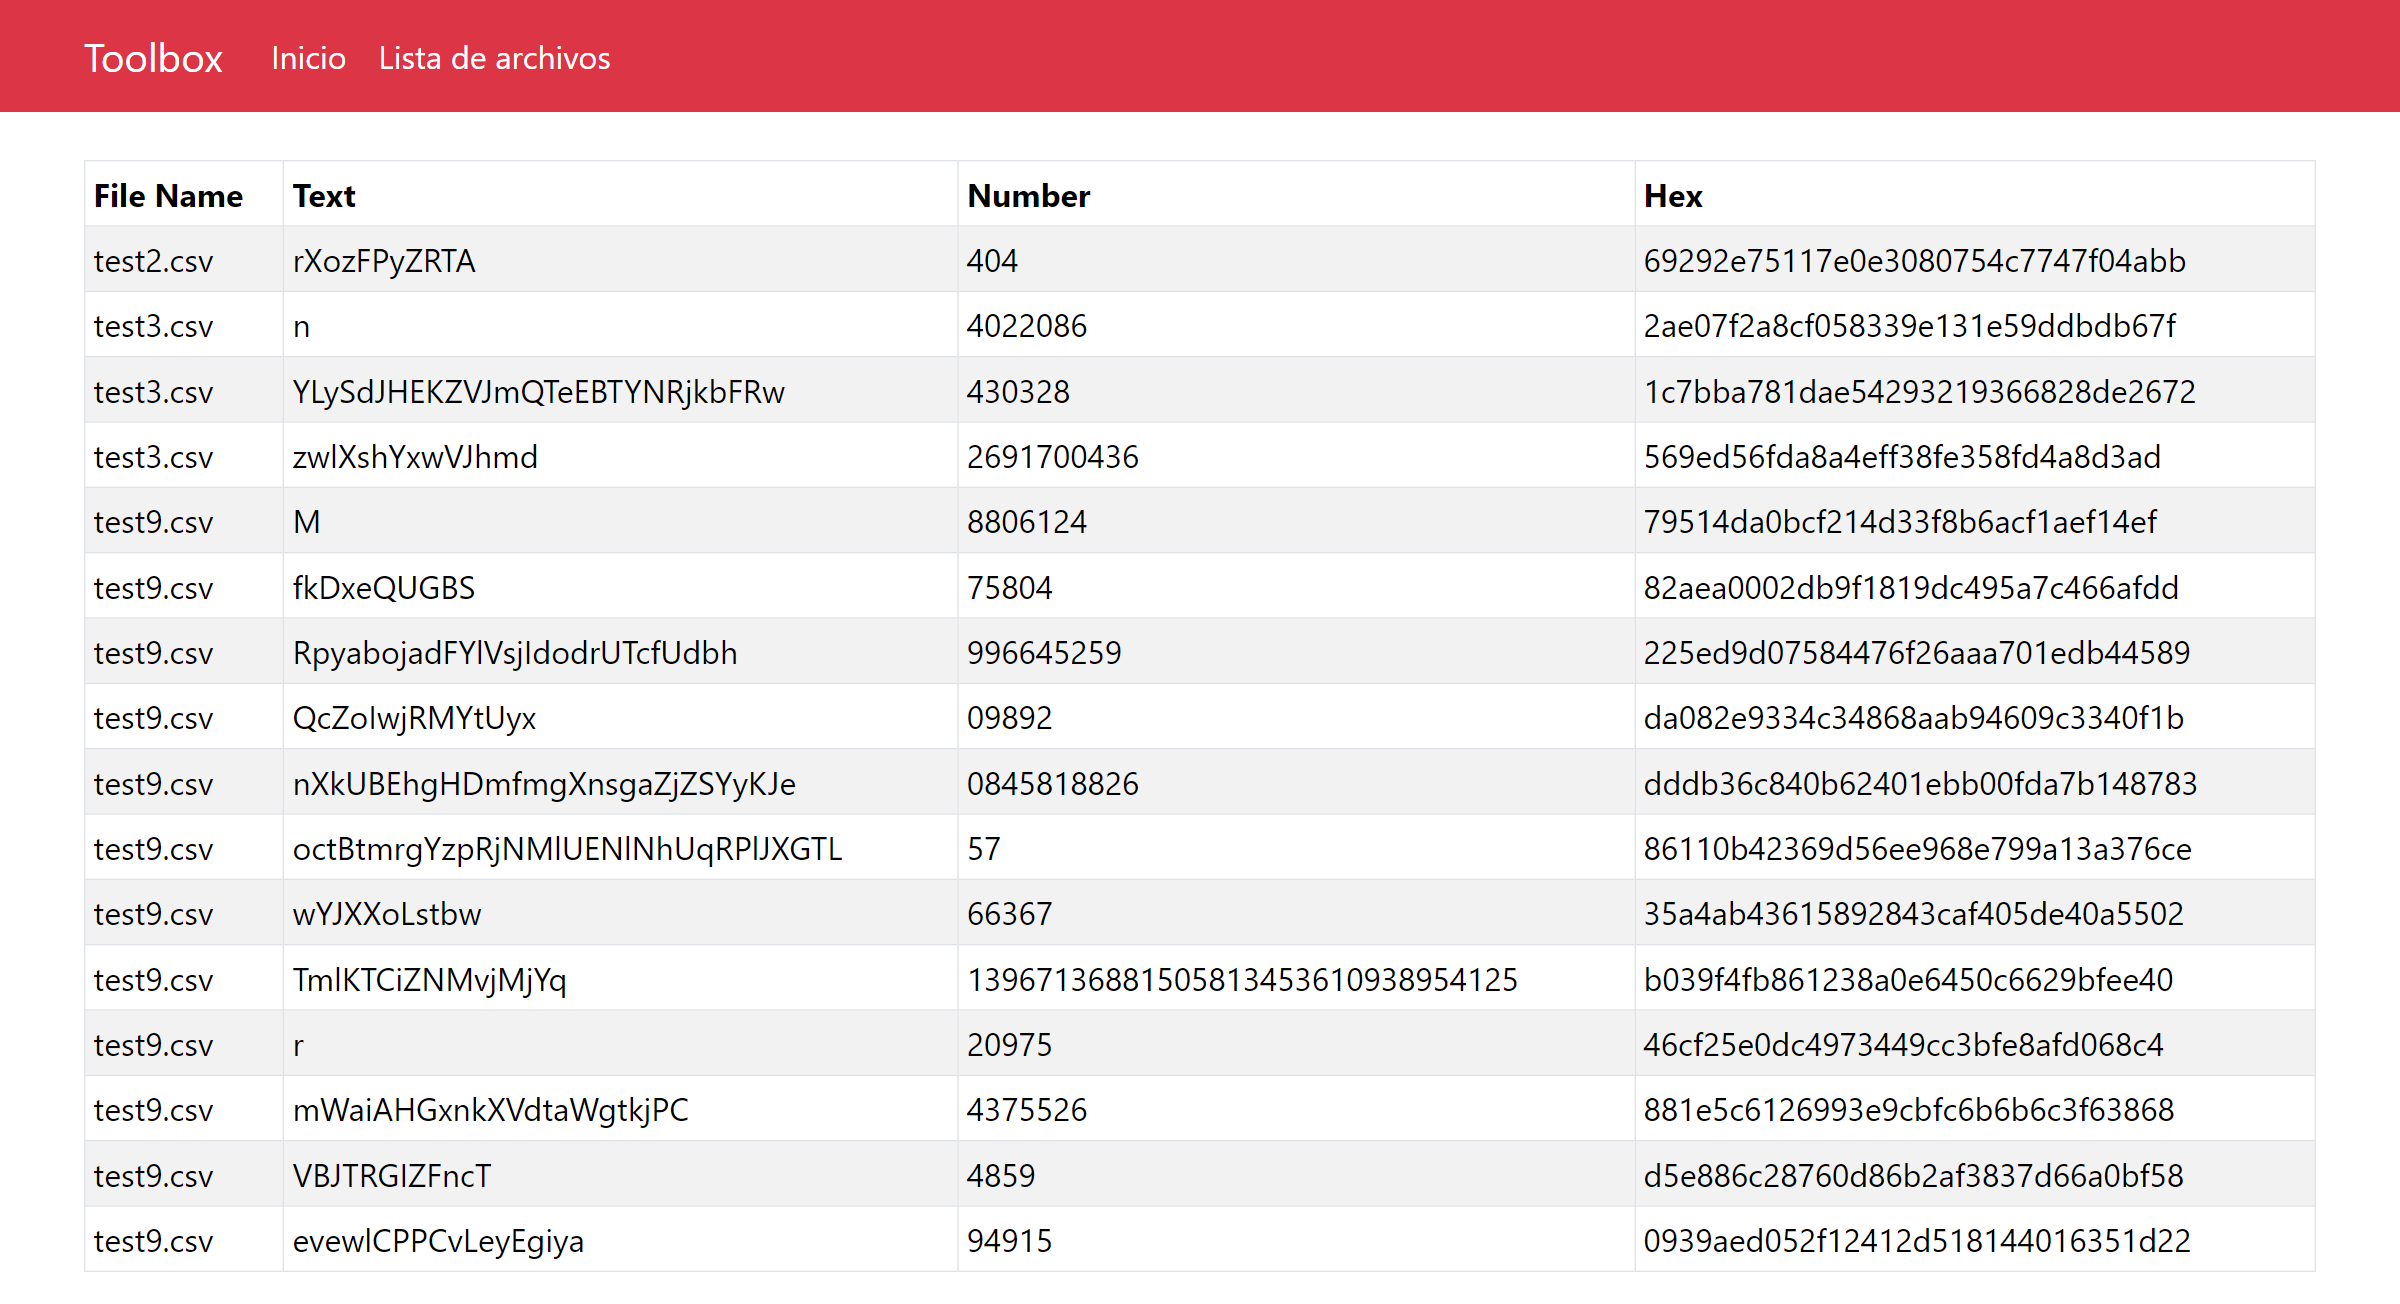 Toolbox Inicio Lista de archivos
File Name Text Number Hex
test2.csv rXozFPyZRTA 404 69292e75117e0e3080754c7747f04abb
test3.csv n 4022086 2ae07f2a8cf058339e131e59ddbdb67f
test3.csv YLySdJHEKZVJmQTeEBTYNRjkbFRw 430328 1c7bba781dae54293219366828de2672
test3.csv zwlXshYxwVJhmd 2691700436 569ed56fda8a4eff38fe358fd4a8d3ad
test9.csv M 8806124 79514da0bcf214d33f8b6acf1aef14ef
test9.csv fkDxeQUGBS 75804 82aea0002db9f1819dc495a7c466afdd
test9.csv RpyabojadFYlVsjIdodrUTcfUdbh 996645259 225ed9d07584476f26aaa701edb44589
test9.csv QcZoIwjRMYtUyx 09892 da082e9334c34868aab94609c3340f1b
test9.csv nXkUBEhgHDmfmgXnsgaZjZSYyKJe 0845818826 dddb36c840b62401ebb00fda7b148783
test9.csv octBtmrgYzpRjNMlUENlNhUqRPlJXGTL 57 86110b42369d56ee968e799a13a376ce
test9.csv wYJXXoLstbw 66367 35a4ab43615892843caf405de40a5502
test9.csv TmlKTCiZNMvjMjYq 13967136881505813453610938954125 b039f4fb861238a0e6450c6629bfee40
test9.csv r 20975 46cf25e0dc4973449cc3bfe8afd068c4
test9.csv mWaiAHGxnkXVdtaWgtkjPC 4375526 881e5c6126993e9cbfc6b6b6c3f63868
test9.csv VBJTRGIZFncT 4859 d5e886c28760d86b2af3837d66a0bf58
test9.csv evewlCPPCvLeyEgiya 94915 0939aed052f12412d518144016351d22